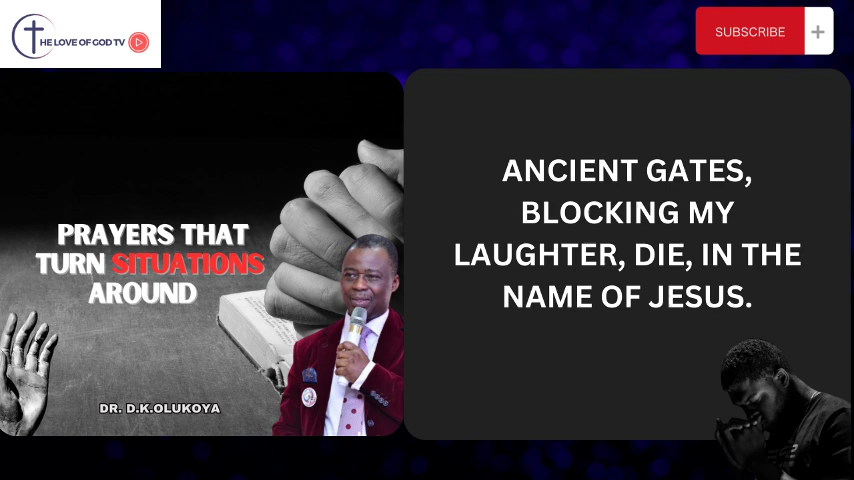 THE LOVE OF GOD TV
SUBSCRIBE
PRAYERS THAT
TURN SITUATIONS
AROUND
DR. D.K.OLUKOYA
ANCIENT GATES,
BLOCKING MY
LAUGHTER, DIE, IN THE
NAME OF JESUS.